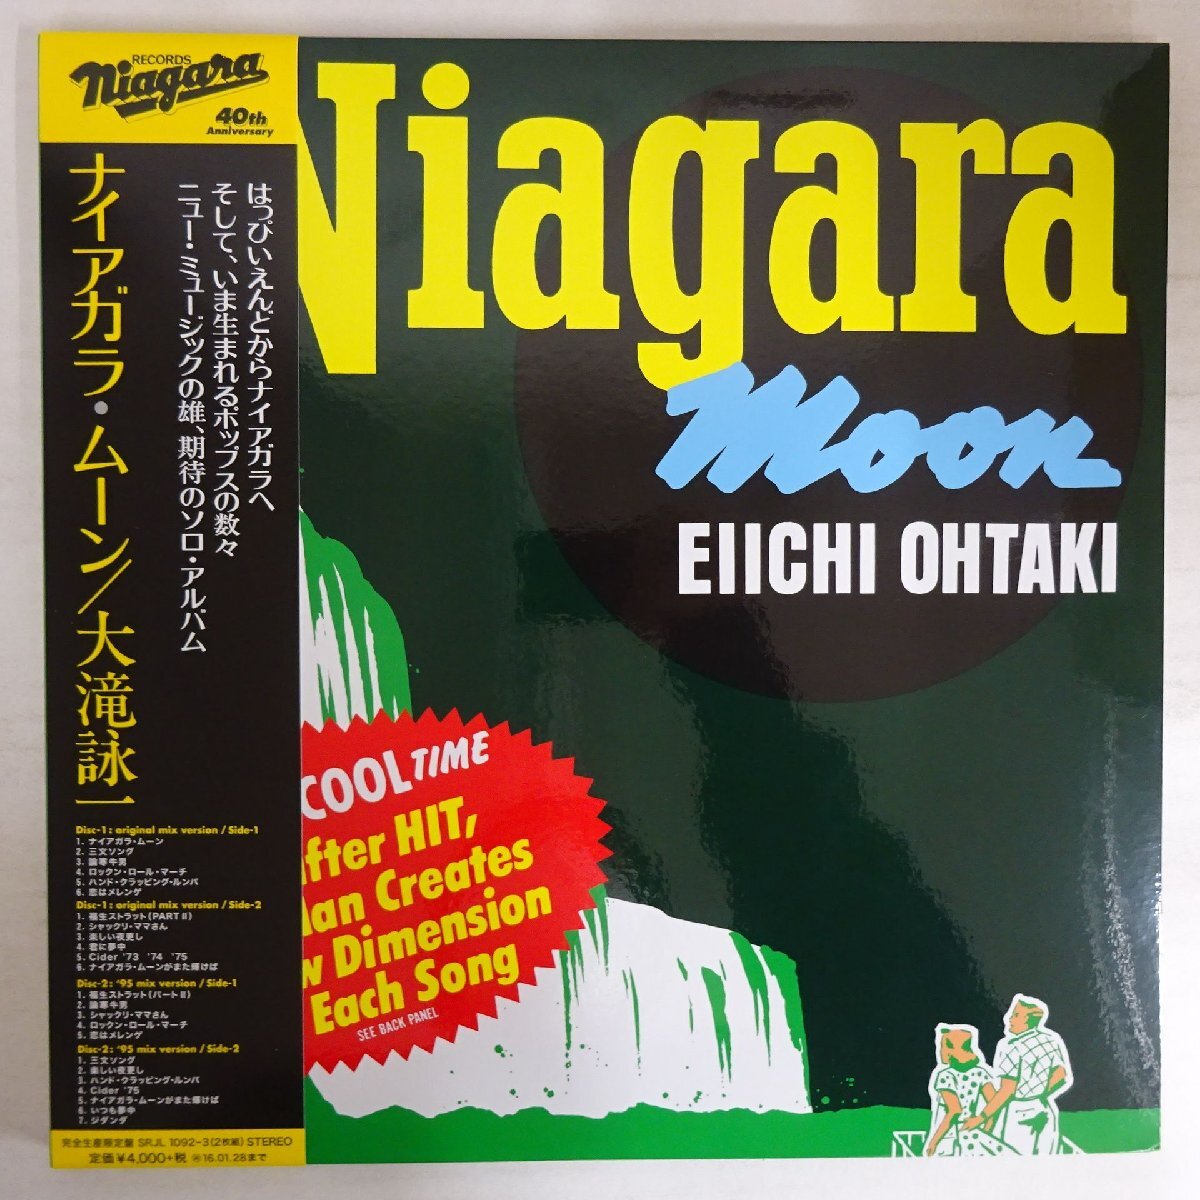 RECORDS
Niagara
40th
Anniversary
ナイアガラ・ムーン/大滝詠一
はっぴいえんどからナイアガラへ
そして、いま生まれるポップスの数々
ニュー・ミュージックの雄、期待のソロ・アルバム
Disc-1: original mix version / Side-1
1. ナイアガラ・ムーン
2. 三文ソング
3. 論寒牛男
4. ロックン・ロール・マーチ
5. ハンド・クラッピング・ルンバ
6. 恋はメレンゲ
Disc-1: original mix version / Side-2
1. 福生ストラット(PART II)
2. シャックリ・ママさん
3. 楽しい夜更し
4. 君に夢中
5. Cider '73 '74 '75
6. ナイアガラ・ムーンがまた輝けば
Disc-2: '95 mix version / Side-1
1. 福生ストラット(パートII)
2. 論寒牛男
3. シャックリ・ママさん
4. ロックン・ロール・マーチ
5. 恋はメレンゲ
Disc-2: '95 mix version / Side-2
1. 三文ソング
2. 楽しい夜更し
3. ハンド・クラッピング・ルンバ
4. Cider '75
5. ナイアガラ・ムーンがまた輝けば
6. いつも夢中
7. ジダンダ
完全生産限定盤 SRJL 1092-3(2枚組) STEREO
定価¥4,000+税 16.01.28まで
Niagara
Moon
EIICHI OHTAKI
COOL TIME
fter HIT,
an Creates
w Dimension
Each Song
SEE BACK PANEL